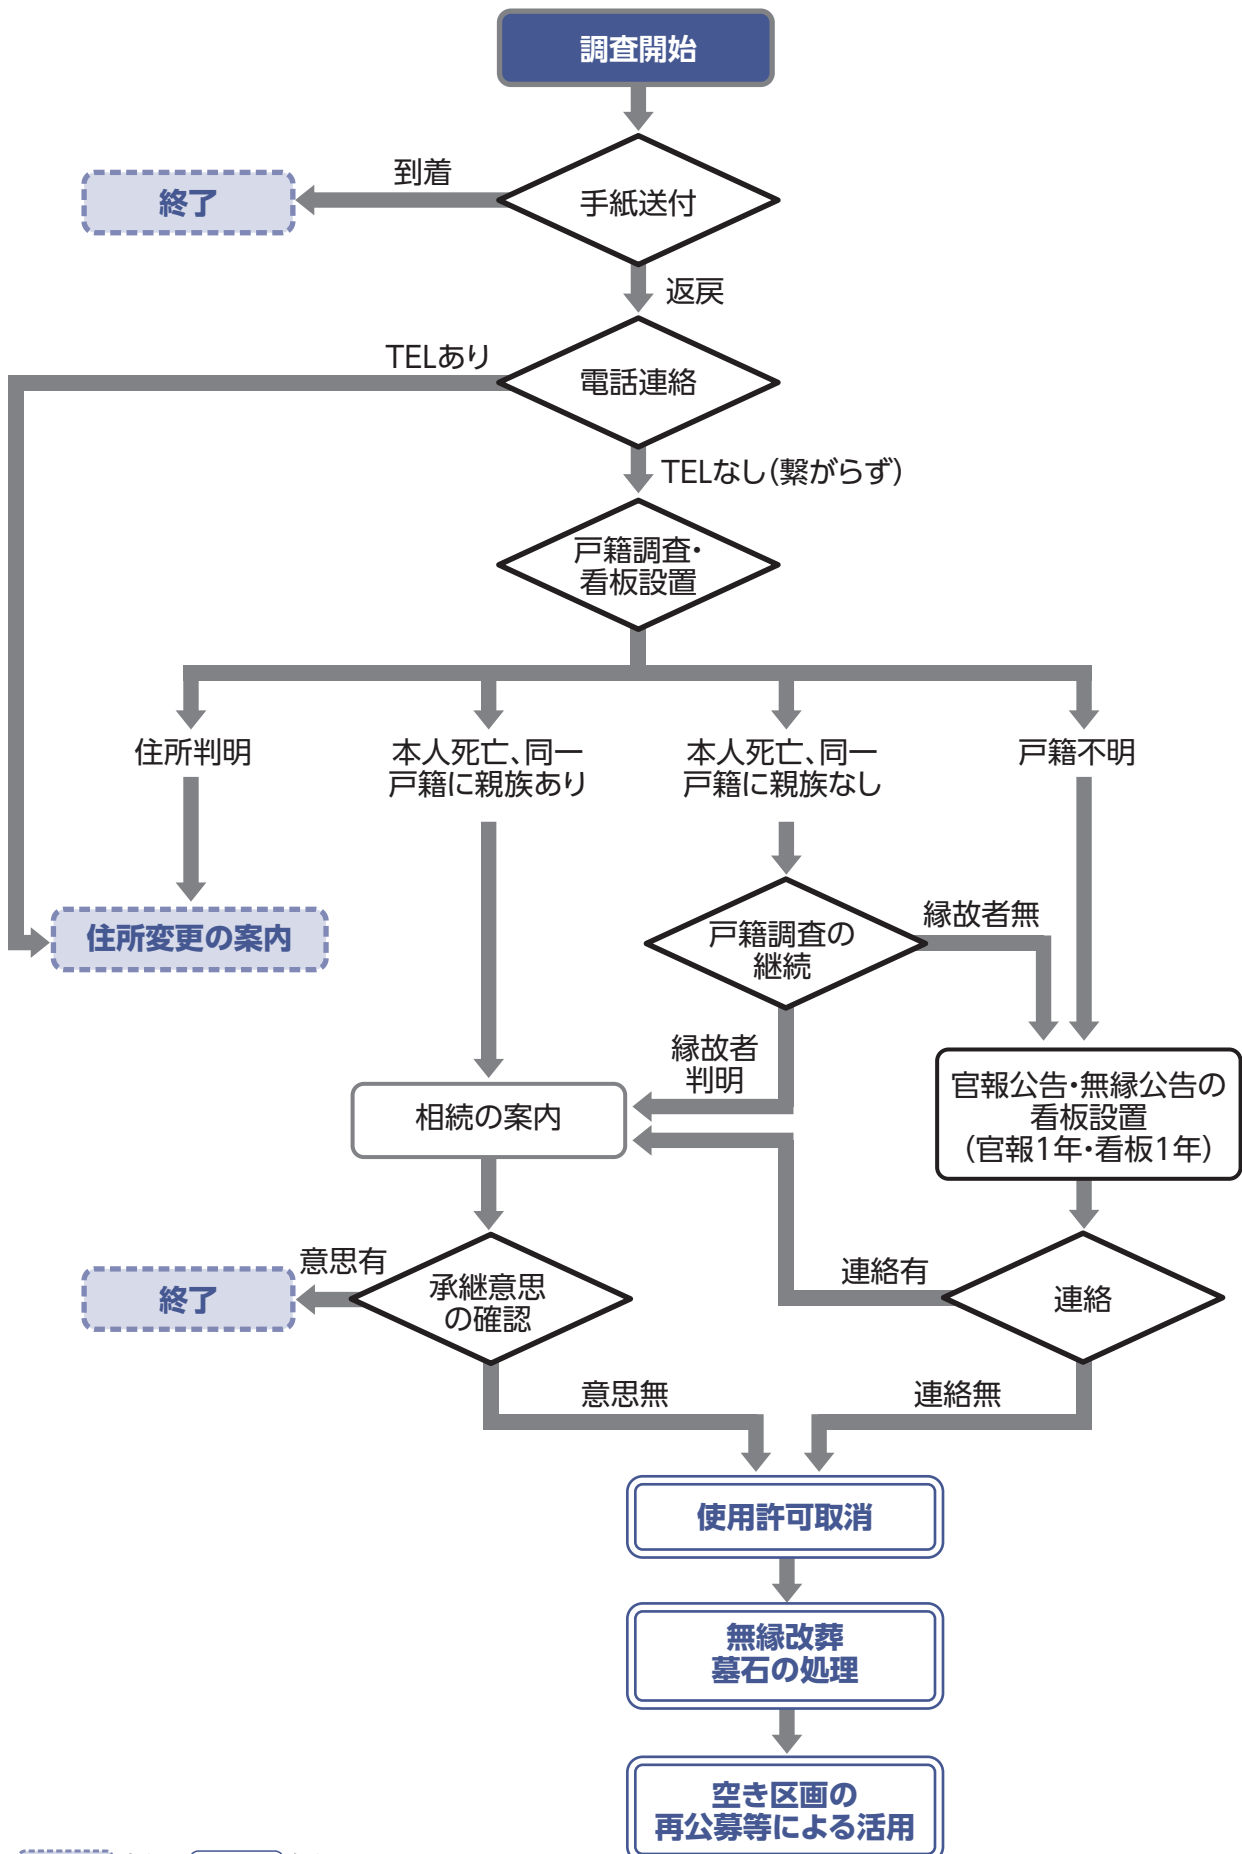 調査開始
到着
終了
手紙送付
返戻
TELあり
電話連絡
TELなし（繋がらず）
戸籍調査・
看板設置
住所判明
本人死亡、同一
戸籍に親族あり
本人死亡、同一
戸籍に親族なし
戸籍不明
住所変更の案内
戸籍調査の
継続
縁故者無
縁故者
判明
相続の案内
官報公告・無縁公告の
看板設置
（官報1年・看板1年）
意思有
終了
承継意思
の確認
連絡有
連絡
意思無
連絡無
使用許可取消
無縁改葬
墓石の処理
空き区画の
再公募等による活用